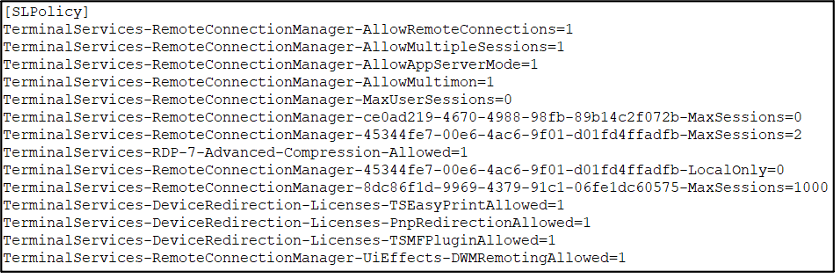 [SLPolicy]
TerminalServices-RemoteConnectionManager-AllowRemoteConnections=1
TerminalServices-RemoteConnectionManager-AllowMultipleSessions=1
TerminalServices-RemoteConnectionManager-AllowAppServerMode=1
TerminalServices-RemoteConnectionManager-AllowMultimon=1
TerminalServices-RemoteConnectionManager-MaxUserSessions=0
TerminalServices-RemoteConnectionManager-ce0ad219-4670-4988-98fb-89b14c2f072b-MaxSessions=0
TerminalServices-RemoteConnectionManager-45344fe7-00e6-4ac6-9f01-d01fd4ffadfb-MaxSessions=2
TerminalServices-RDP-7-Advanced-Compression-Allowed=1
TerminalServices-RemoteConnectionManager-45344fe7-00e6-4ac6-9f01-d01fd4ffadfb-LocalOnly=0
TerminalServices-RemoteConnectionManager-8dc86f1d-9969-4379-91c1-06fe1dc60575-MaxSessions=1000
TerminalServices-DeviceRedirection-Licenses-TSEasyPrintAllowed=1
TerminalServices-DeviceRedirection-Licenses-PnpRedirectionAllowed=1
TerminalServices-DeviceRedirection-Licenses-TSMFPluginAllowed=1
TerminalServices-RemoteConnectionManager-UiEffects-DWMRemotingAllowed=1